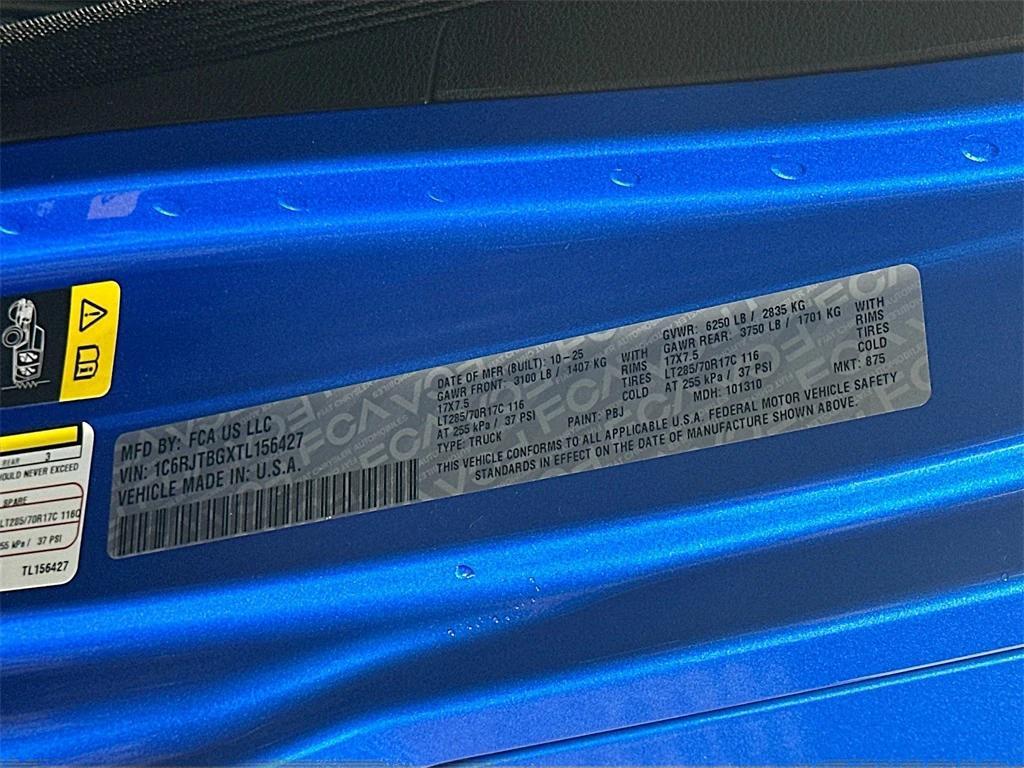 MFD BY: FCA US LLC
VIN: 1C6RJTBGXTL156427
VEHICLE MADE IN: U.S.A.
DATE OF MFR (BUILT): 10-25
GAWR FRONT: 3100 LB / 1407 KG WITH
17X7.5 RIMS
LT285/70R17C 116 TIRES
AT 255 kPa / 37 PSI COLD
TYPE: TRUCK PAINT: PBJ
GVWR: 6250 LB / 2835 KG
GAWR REAR: 3750 LB / 1701 KG WITH
17X7.5 RIMS
LT285/70R17C 116 TIRES
AT 255 kPa / 37 PSI COLD
MDH: 101310 MKT: 875
THIS VEHICLE CONFORMS TO ALL APPLICABLE U.S.A. FEDERAL MOTOR VEHICLE SAFETY
STANDARDS IN EFFECT ON THE DATE OF MANUFACTURE SHOWN ABOVE.
REAR 3
OULD NEVER EXCEED
SPARE
LT285/70R17C 116Q
55 kPa / 37 PSI
TL156427